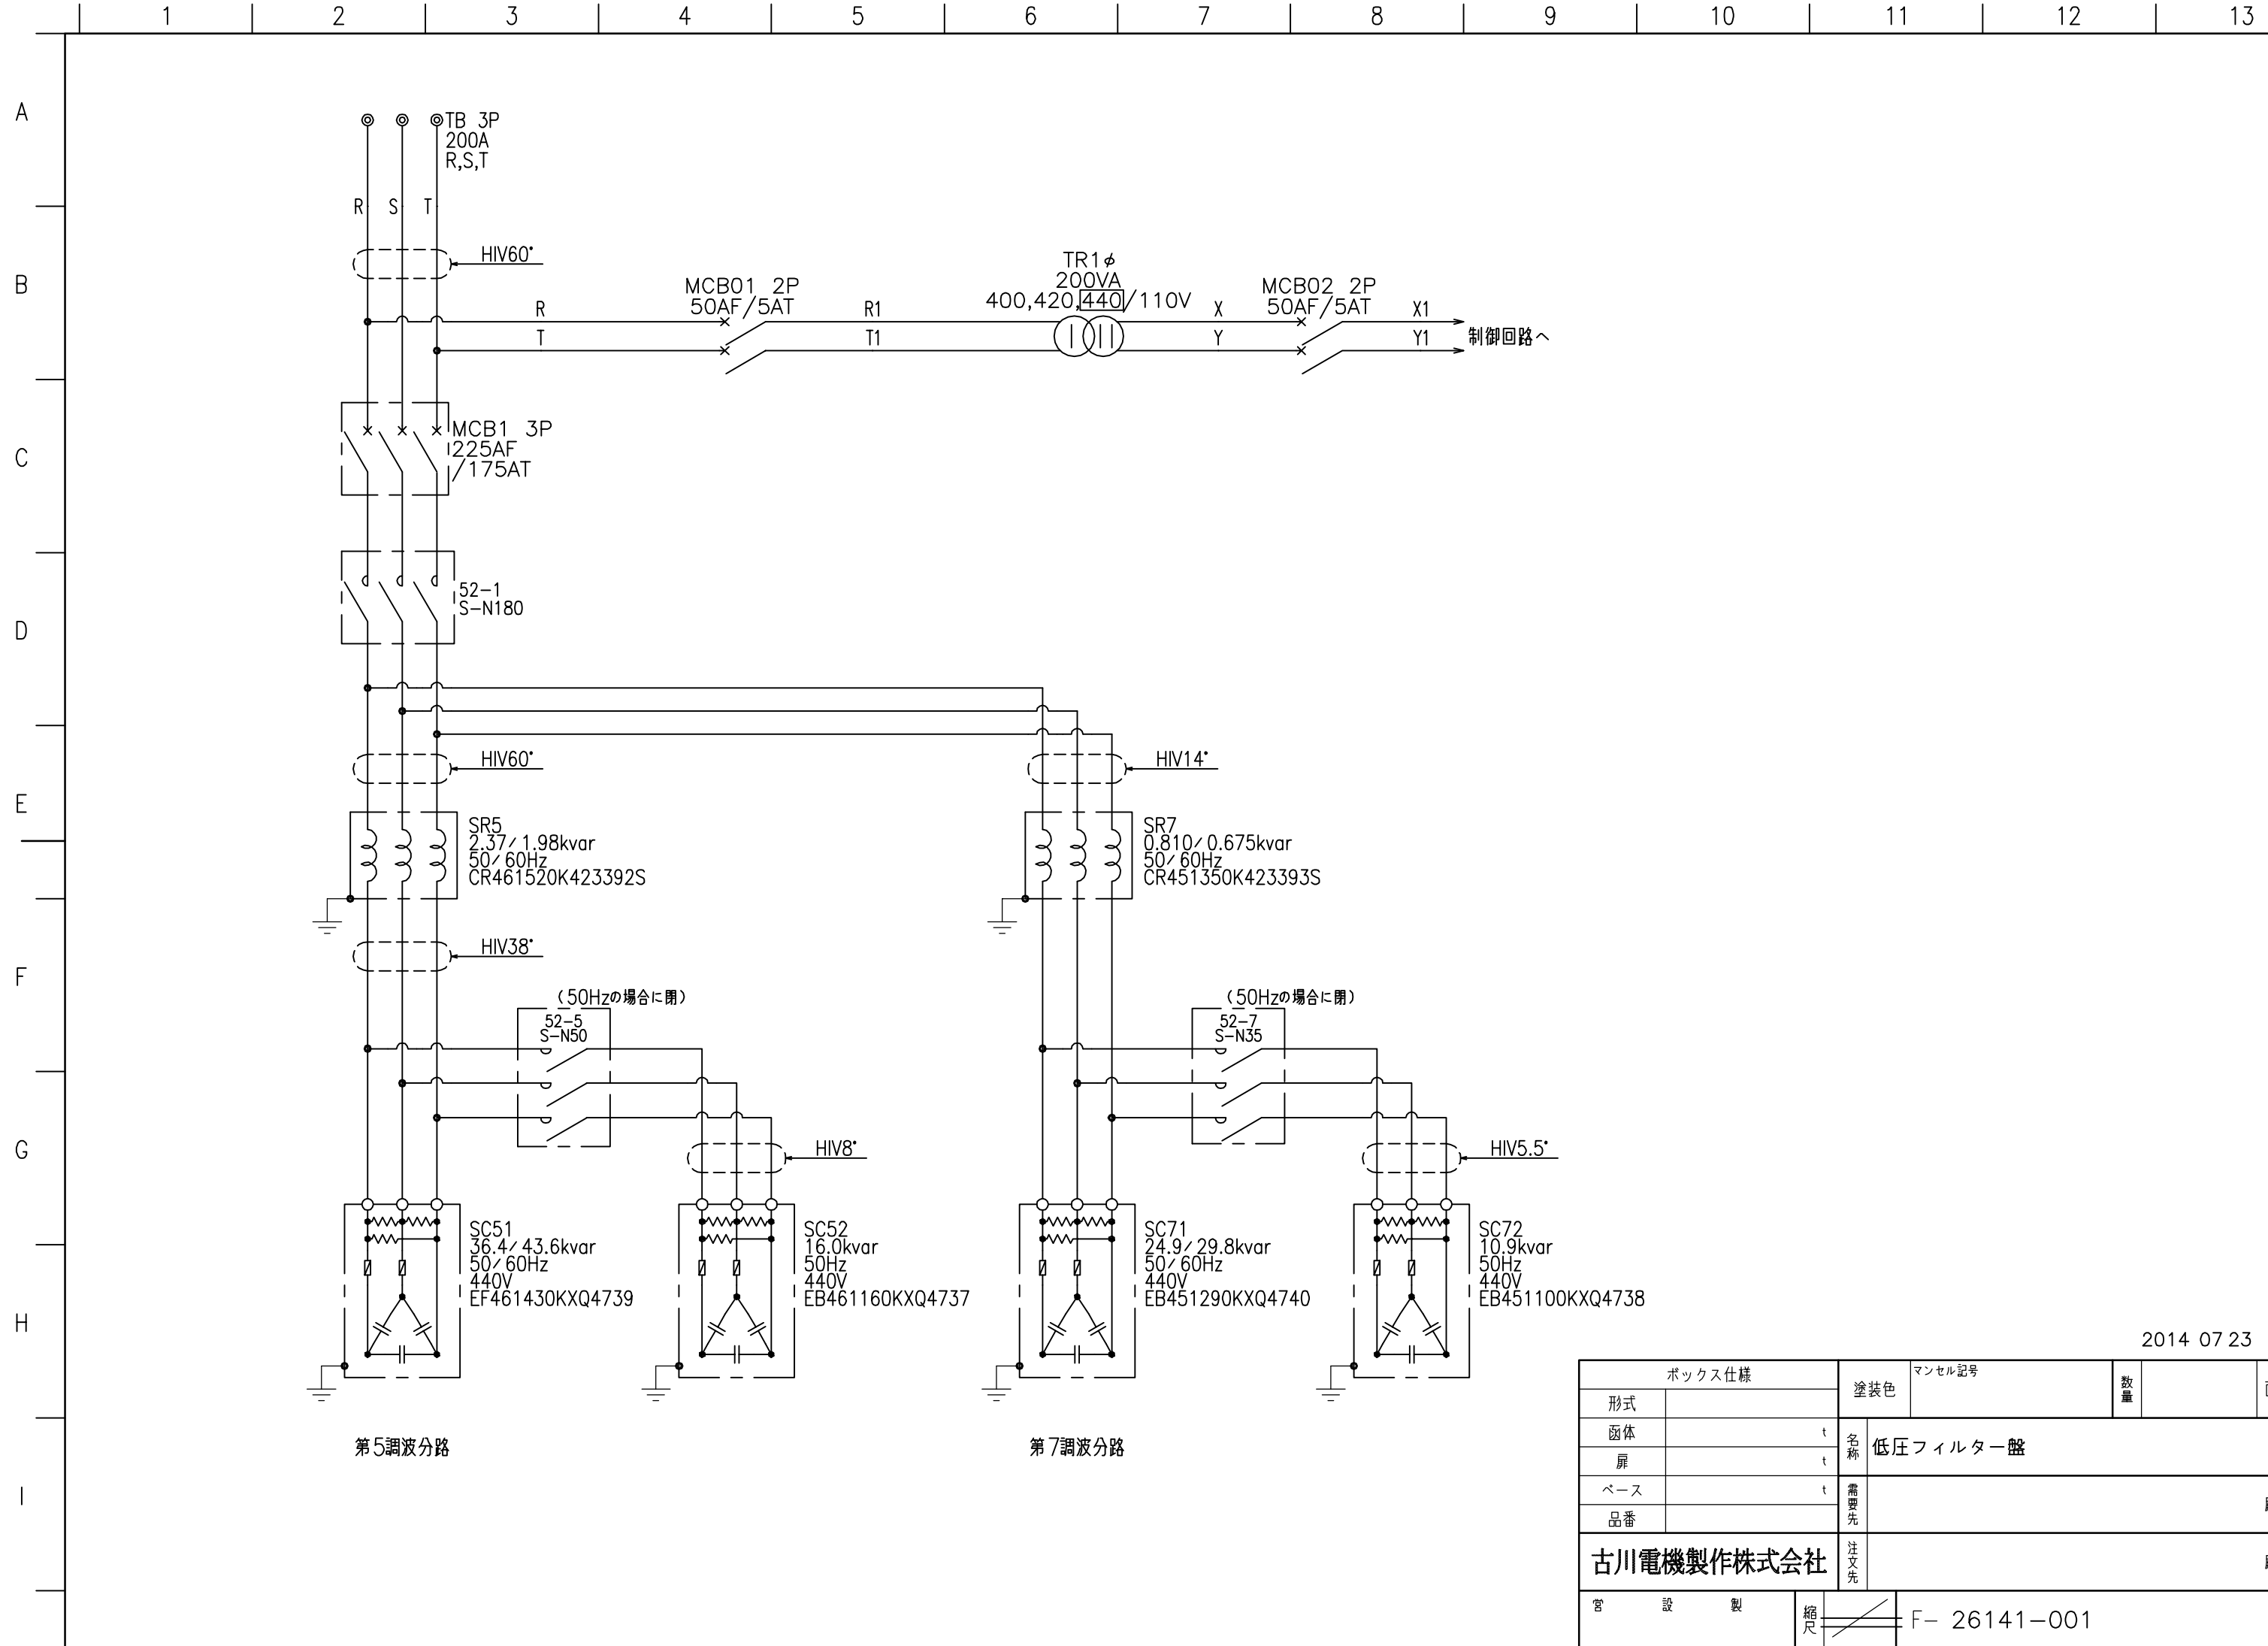 1 2 3 4 5 6 7 8 9 10 11 12 13
A
B
C
D
E
F
G
H
I
TB 3P
200A
R,S,T
R S T
HIV60°
R
T
MCB01 2P
50AF/5AT
R1
T1
TR1φ
200VA
400,420,440/110V
X
Y
MCB02 2P
50AF/5AT
X1
Y1
制御回路へ
MCB1 3P
225AF
/175AT
52-1
S-N180
HIV60°
HIV14°
SR5
2.37/1.98kvar
50/60Hz
CR461520K423392S
SR7
0.810/0.675kvar
50/60Hz
CR451350K423393S
HIV38°
(50Hzの場合に閉)
52-5
S-N50
(50Hzの場合に閉)
52-7
S-N35
HIV8°
HIV5.5°
SC51
36.4/43.6kvar
50/60Hz
440V
EF461430KXQ4739
SC52
16.0kvar
50Hz
440V
EB461160KXQ4737
SC71
24.9/29.8kvar
50/60Hz
440V
EB451290KXQ4740
SC72
10.9kvar
50Hz
440V
EB451100KXQ4738
第5調波分路
第7調波分路
2014 07 23
ボックス仕様
形式
函体 t
扉 t
ベース t
品番
塗装色
マンセル記号
数量
名称
低圧フィルター盤
需要先
注文先
古川電機製作株式会社
営 設 製
縮尺
F- 26141-001